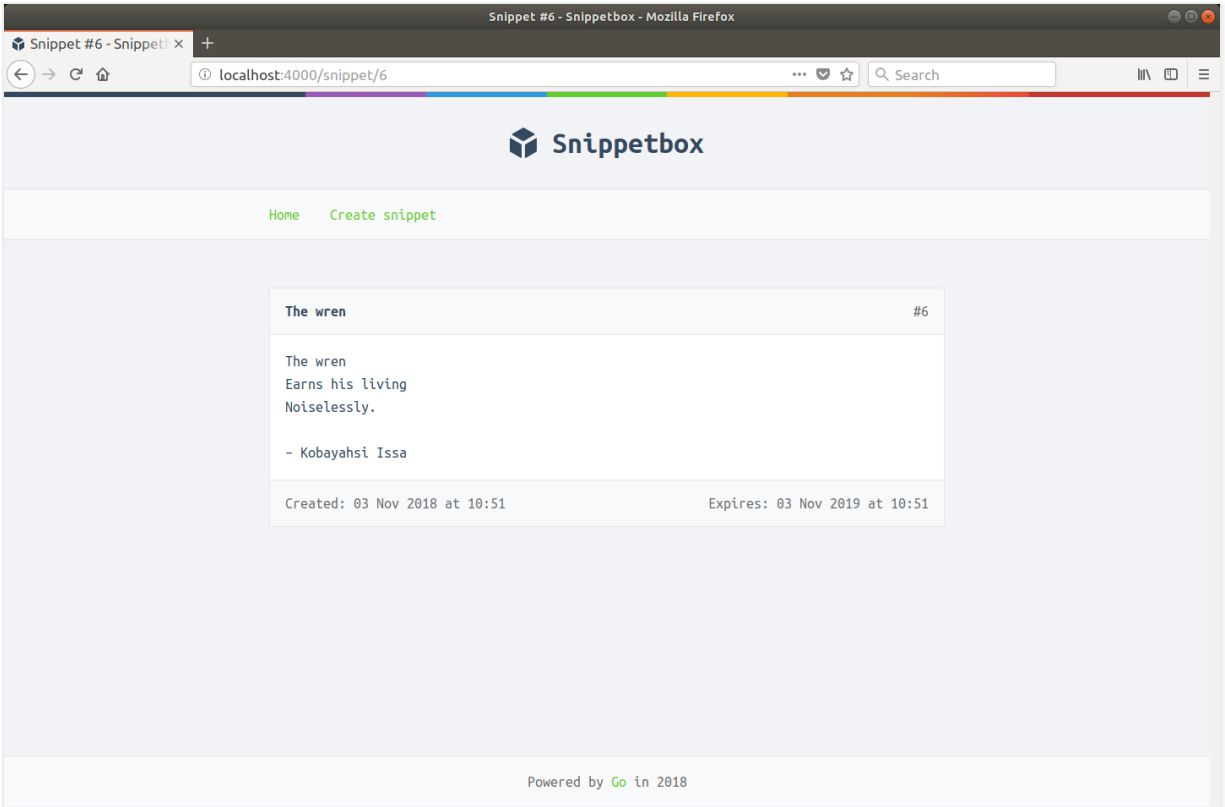 Snippet #6 - Snippetbox - Mozilla Firefox
Snippet #6 - Snippetb
localhost:4000/snippet/6
Search
Snippetbox
Home Create snippet
The wren #6
The wren
Earns his living
Noiselessly.
– Kobayahsi Issa
Created: 03 Nov 2018 at 10:51 Expires: 03 Nov 2019 at 10:51
Powered by Go in 2018